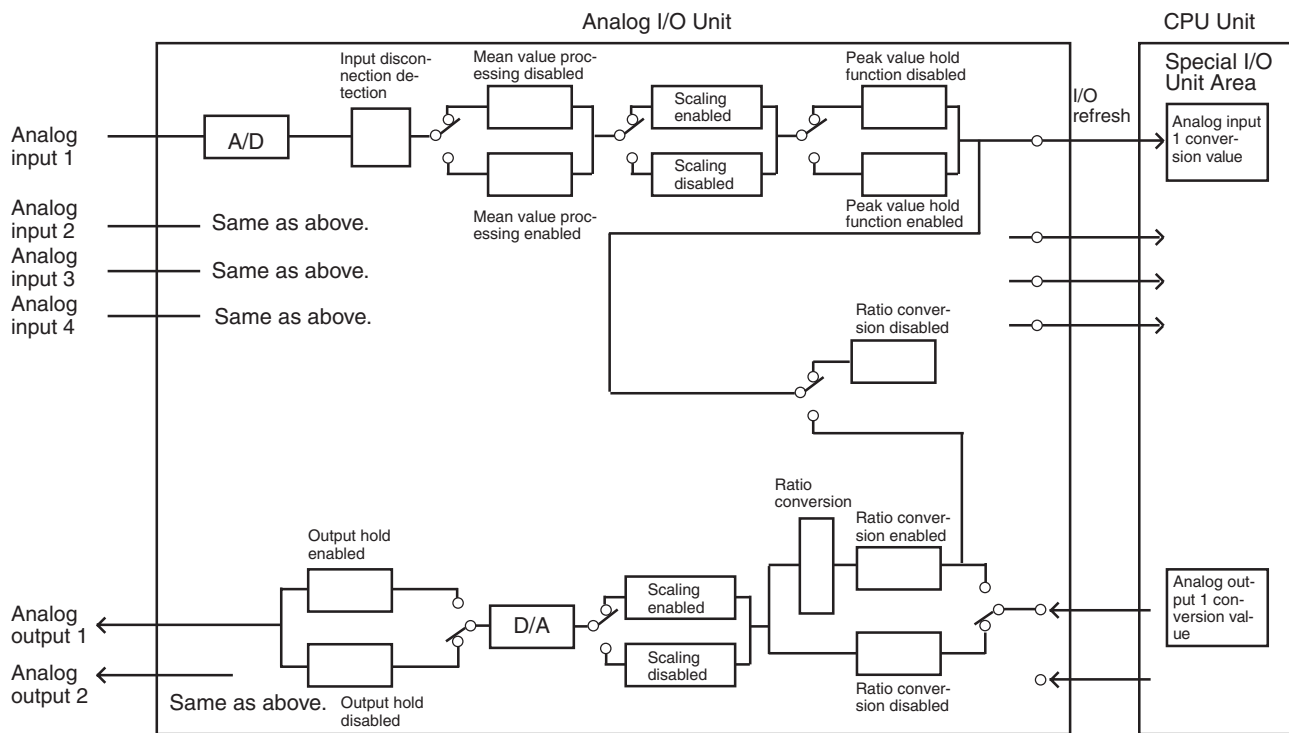 Analog I/O Unit
CPU Unit
Input discon-
nection de-
tection
Mean value pro-
cessing disabled
Peak value hold
function disabled
Special I/O
Unit Area
I/O
refresh
Analog
input 1
A/D
Scaling
enabled
Scaling
disabled
Analog input
1 conver-
sion value
Mean value pro-
cessing enabled
Peak value hold
function enabled
Analog
input 2
Same as above.
Analog
input 3
Same as above.
Analog
input 4
Same as above.
Ratio conver-
sion disabled
Ratio
conversion
Ratio conver-
sion enabled
Output hold
enabled
Scaling
enabled
Analog out-
put 1 con-
version val-
ue
Analog
output 1
D/A
Scaling
disabled
Analog
output 2
Same as above.
Output hold
disabled
Ratio conver-
sion disabled